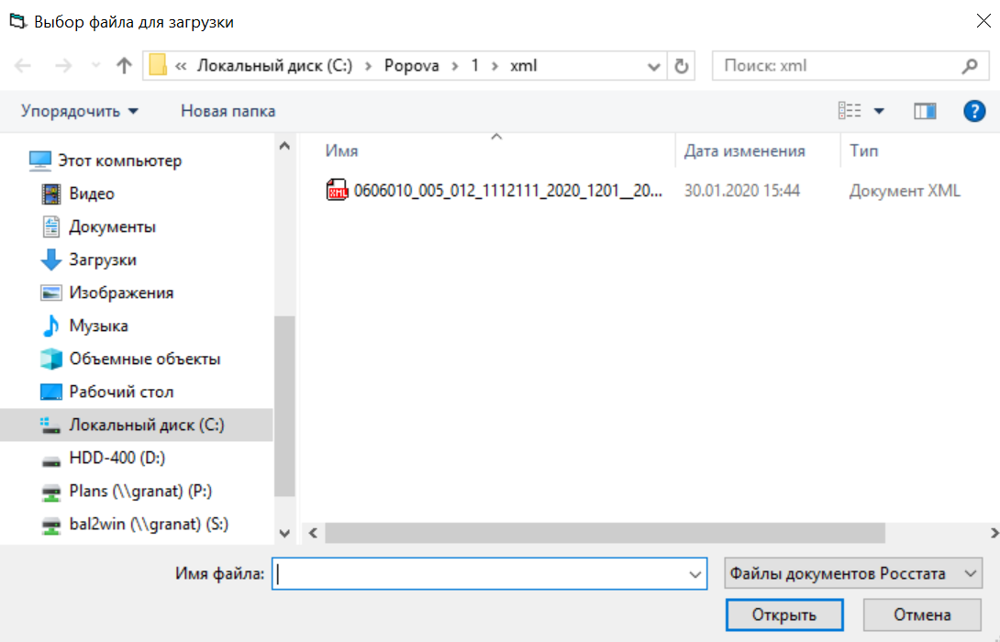 Выбор файла для загрузки
« Локальный диск (C:) › Popova › 1 › xml
Поиск: xml
Упорядочить
Новая папка
?
Имя
Дата изменения
Тип
Этот компьютер
XML 0606010_005_012_1112111_2020_1201__20... 30.01.2020 15:44 Документ XML
Видео
Документы
Загрузки
Изображения
Музыка
Объемные объекты
Рабочий стол
Локальный диск (C:)
HDD-400 (D:)
Plans (\\granat) (P:)
bal2win (\\granat) (S:)
Имя файла:
Файлы документов Росстата
Открыть
Отмена